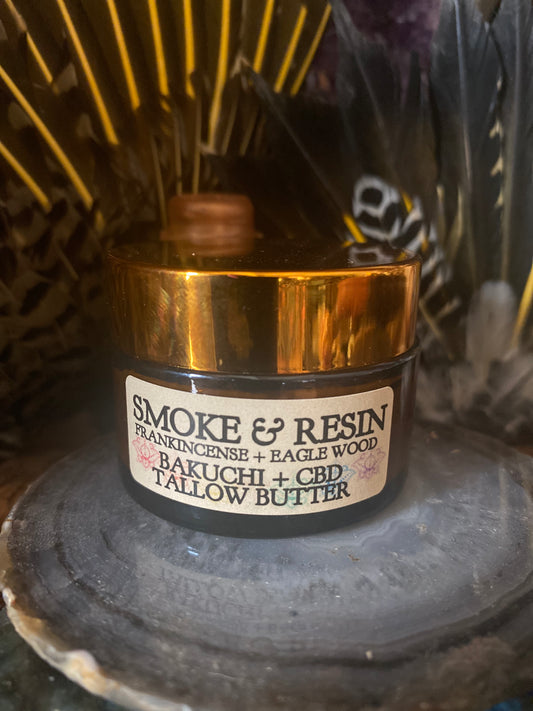 SMOKE & RESIN
FRANKINCENSE + EAGLE WOOD
BAKUCHI + CBD
TALLOW BUTTER